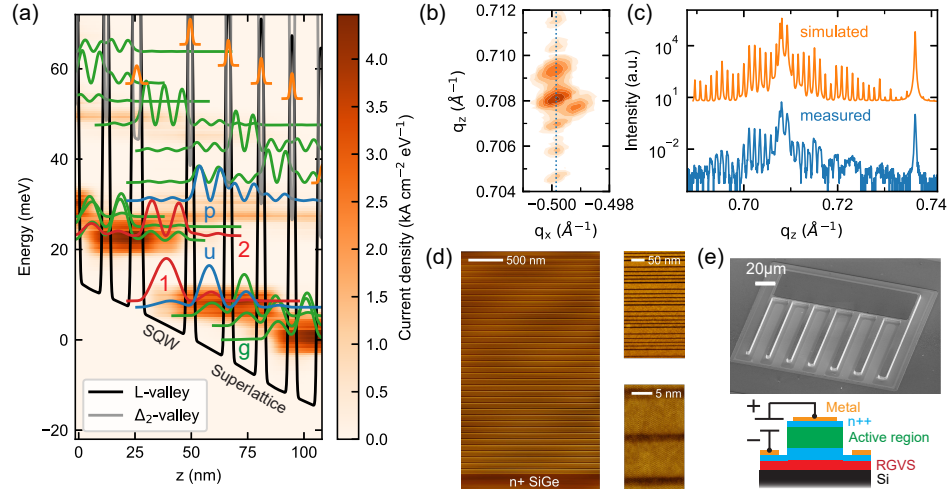 (a)
Energy (meV)
60
40
20
0
−20
p
2
u
1
g
SQW
Superlattice
L-valley
Δ2-valley
0
25
50
75
100
z (nm)
4.0
3.5
3.0
2.5
2.0
1.5
1.0
0.5
0.0
Current density (kA cm−2 eV−1)
(b)
qz (Å−1)
0.712
0.710
0.708
0.706
0.704
−0.500 −0.498
qx (Å−1)
(c)
Intensity (a.u.)
10^4
10^1
10^−2
simulated
measured
0.70
0.72
0.74
qz (Å−1)
(d)
500 nm
n+ SiGe
50 nm
5 nm
(e)
20μm
+
−
Metal
n++
Active region
RGVS
Si